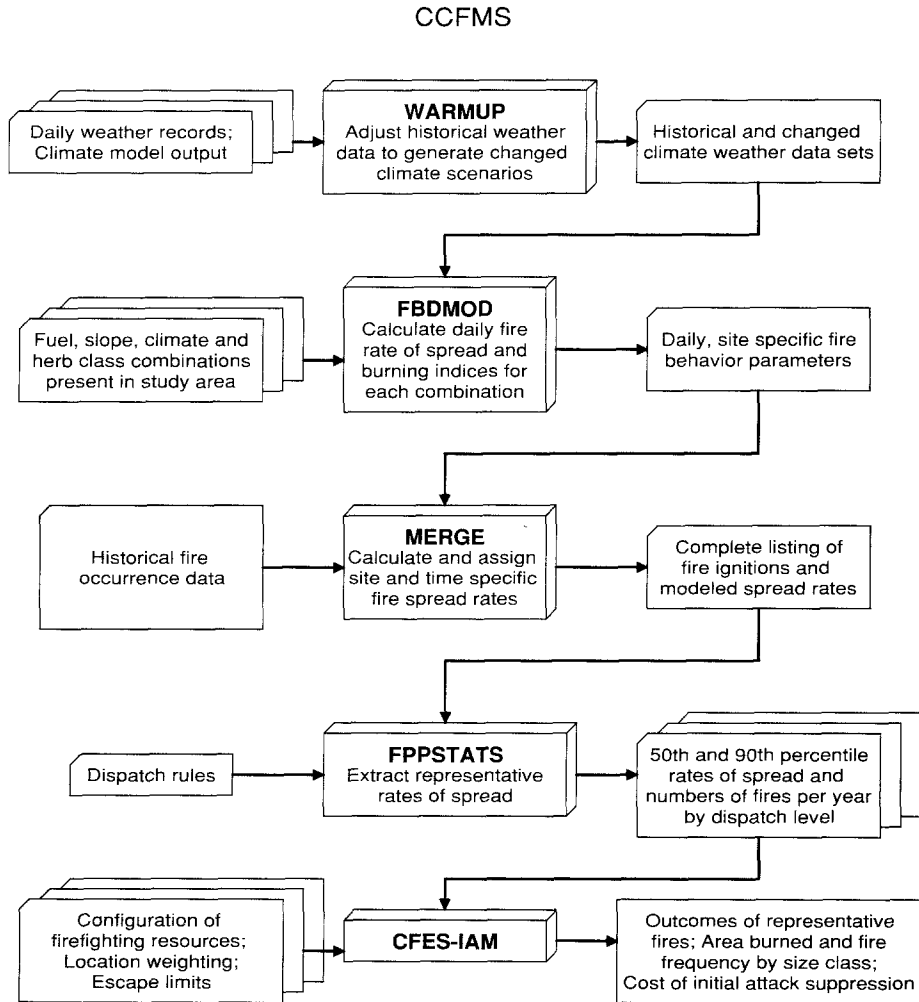 CCFMS
Daily weather records;
Climate model output
WARMUP
Adjust historical weather
data to generate changed
climate scenarios
Historical and changed
climate weather data sets
Fuel, slope, climate and
herb class combinations
present in study area
FBDMOD
Calculate daily fire
rate of spread and
burning indices for
each combination
Daily, site specific fire
behavior parameters
Historical fire
occurrence data
MERGE
Calculate and assign
site and time specific
fire spread rates
Complete listing of
fire ignitions and
modeled spread rates
Dispatch rules
FPPSTATS
Extract representative
rates of spread
50th and 90th percentile
rates of spread and
numbers of fires per year
by dispatch level
Configuration of
firefighting resources;
Location weighting;
Escape limits
CFES-IAM
Outcomes of representative
fires; Area burned and fire
frequency by size class;
Cost of initial attack suppression